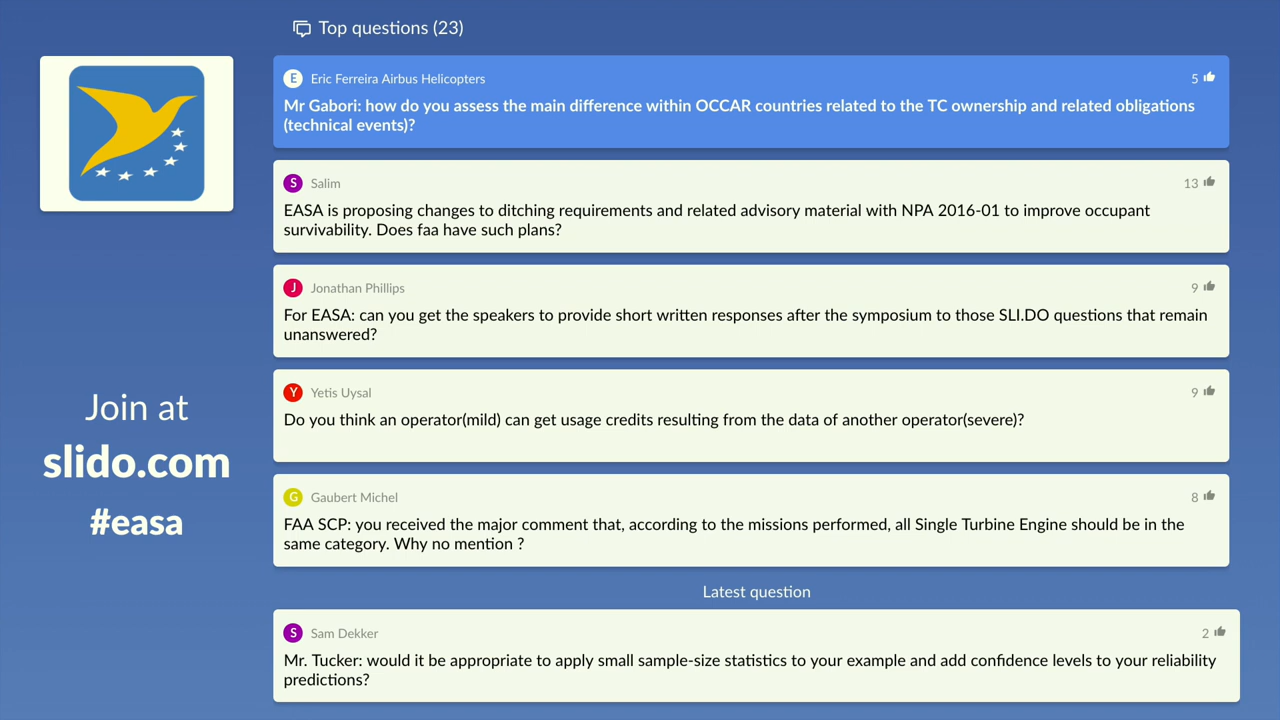 Top questions (23)
E Eric Ferreira Airbus Helicopters 5
Mr Gabori: how do you assess the main difference within OCCAR countries related to the TC ownership and related obligations
(technical events)?
S Salim 13
EASA is proposing changes to ditching requirements and related advisory material with NPA 2016-01 to improve occupant
survivability. Does faa have such plans?
J Jonathan Phillips 9
For EASA: can you get the speakers to provide short written responses after the symposium to those SLI.DO questions that remain
unanswered?
Y Yetis Uysal 9
Do you think an operator(mild) can get usage credits resulting from the data of another operator(severe)?
G Gaubert Michel 8
FAA SCP: you received the major comment that, according to the missions performed, all Single Turbine Engine should be in the
same category. Why no mention ?
Latest question
S Sam Dekker 2
Mr. Tucker: would it be appropriate to apply small sample-size statistics to your example and add confidence levels to your reliability
predictions?
Join at
slido.com
#easa